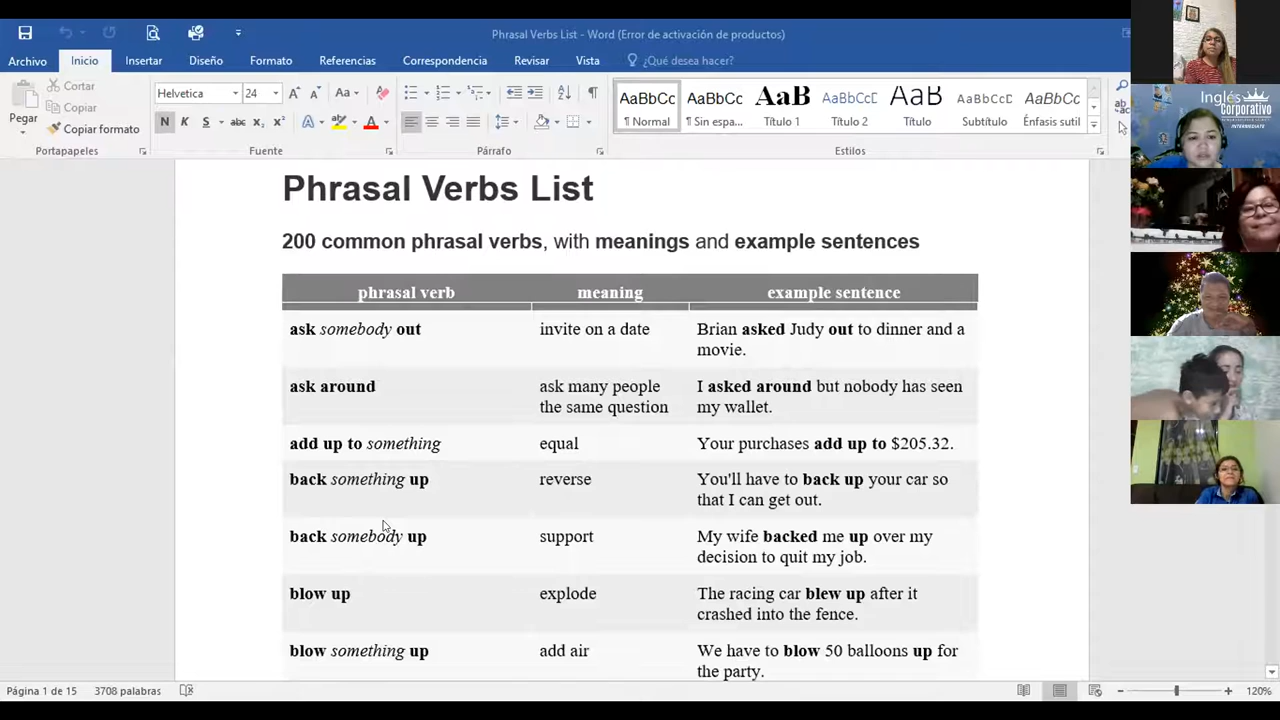 Phrasal Verbs List - Word (Error de activación de productos)
Archivo Inicio Insertar Diseño Formato Referencias Correspondencia Revisar Vista ¿Qué desea hacer?
Pegar
Cortar
Copiar
Copiar formato
Portapapeles
Helvetica 24
N K S abc x₂ x²
Fuente
Párrafo
AaBbCc AaBbCc AaB AaBbCcD AaB AaBbCcD AaBbCc
¶ Normal ¶ Sin espa... Título 1 Título 2 Título Subtítulo Énfasis sutil
Estilos
Phrasal Verbs List
200 common phrasal verbs, with meanings and example sentences
phrasal verb meaning example sentence
ask somebody out invite on a date Brian asked Judy out to dinner and a
movie.
ask around ask many people I asked around but nobody has seen
the same question my wallet.
add up to something equal Your purchases add up to $205.32.
back something up reverse You'll have to back up your car so
that I can get out.
back somebody up support My wife backed me up over my
decision to quit my job.
blow up explode The racing car blew up after it
crashed into the fence.
blow something up add air We have to blow 50 balloons up for
the party.
Página 1 de 15 3708 palabras
120%
Inglés
Corporativo
INTERMEDIATE